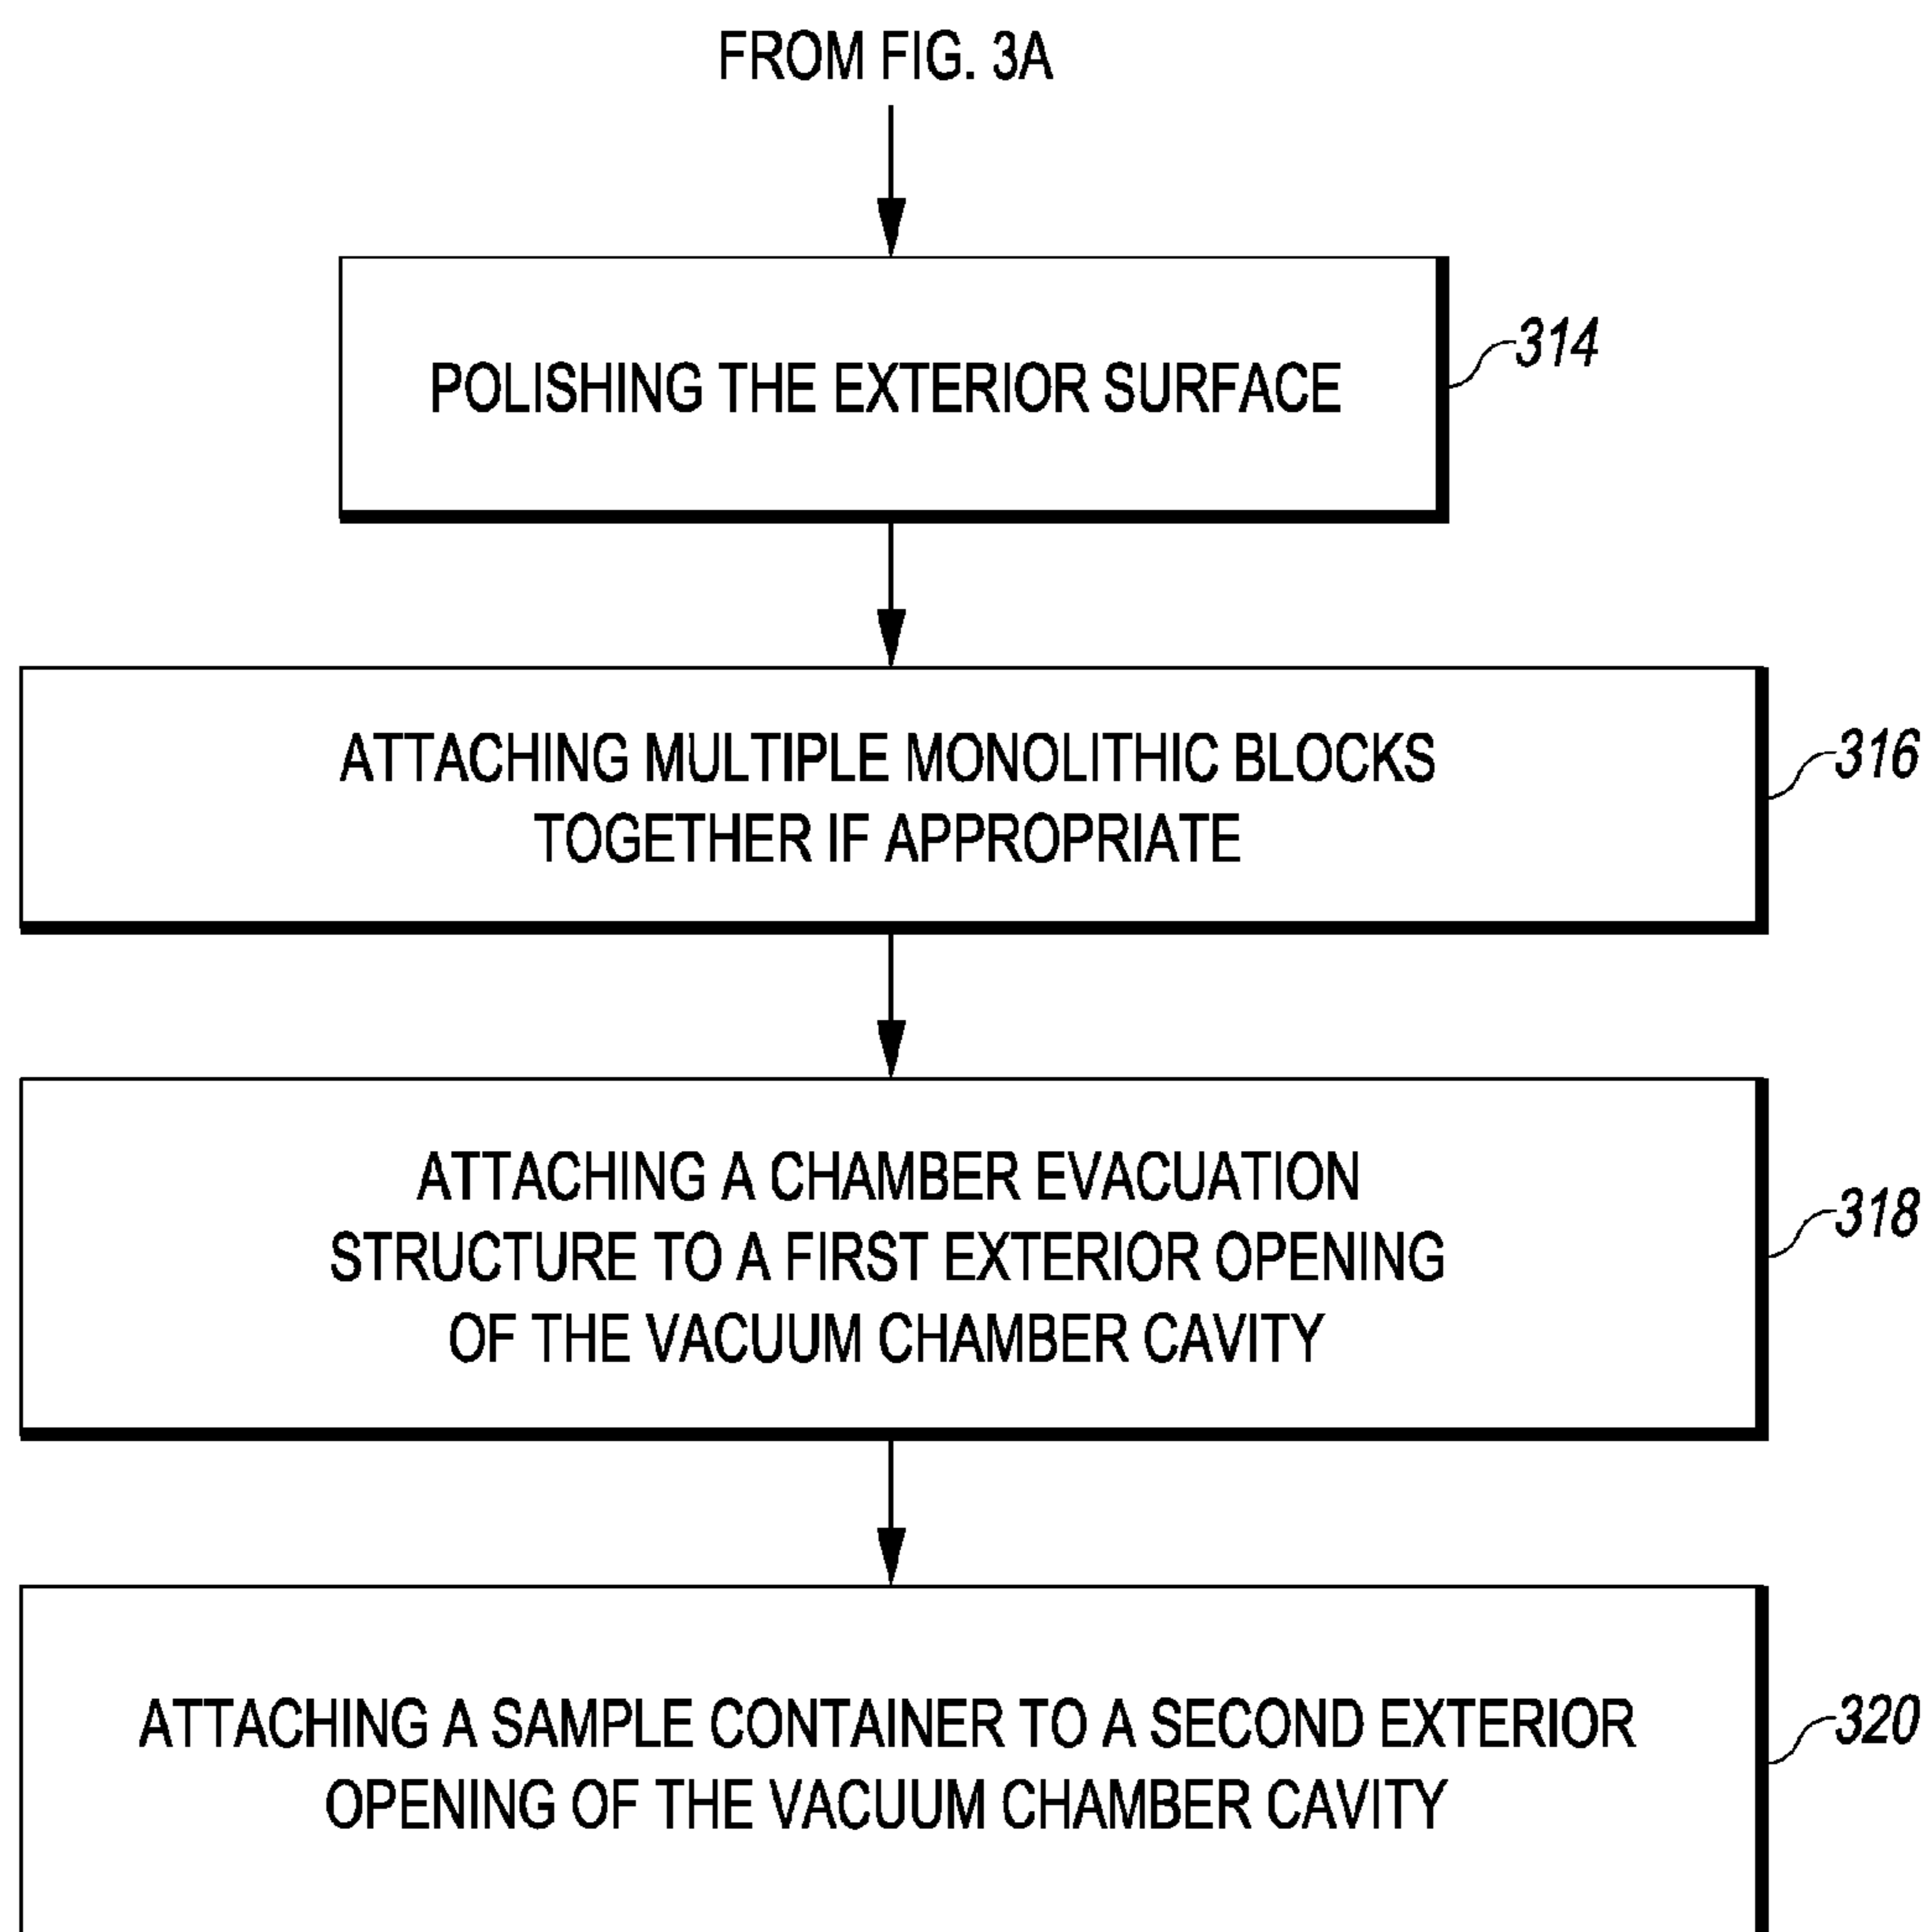 FROM FIG. 3A
POLISHING THE EXTERIOR SURFACE
314
ATTACHING MULTIPLE MONOLITHIC BLOCKS
TOGETHER IF APPROPRIATE
316
ATTACHING A CHAMBER EVACUATION
STRUCTURE TO A FIRST EXTERIOR OPENING
OF THE VACUUM CHAMBER CAVITY
318
ATTACHING A SAMPLE CONTAINER TO A SECOND EXTERIOR
OPENING OF THE VACUUM CHAMBER CAVITY
320